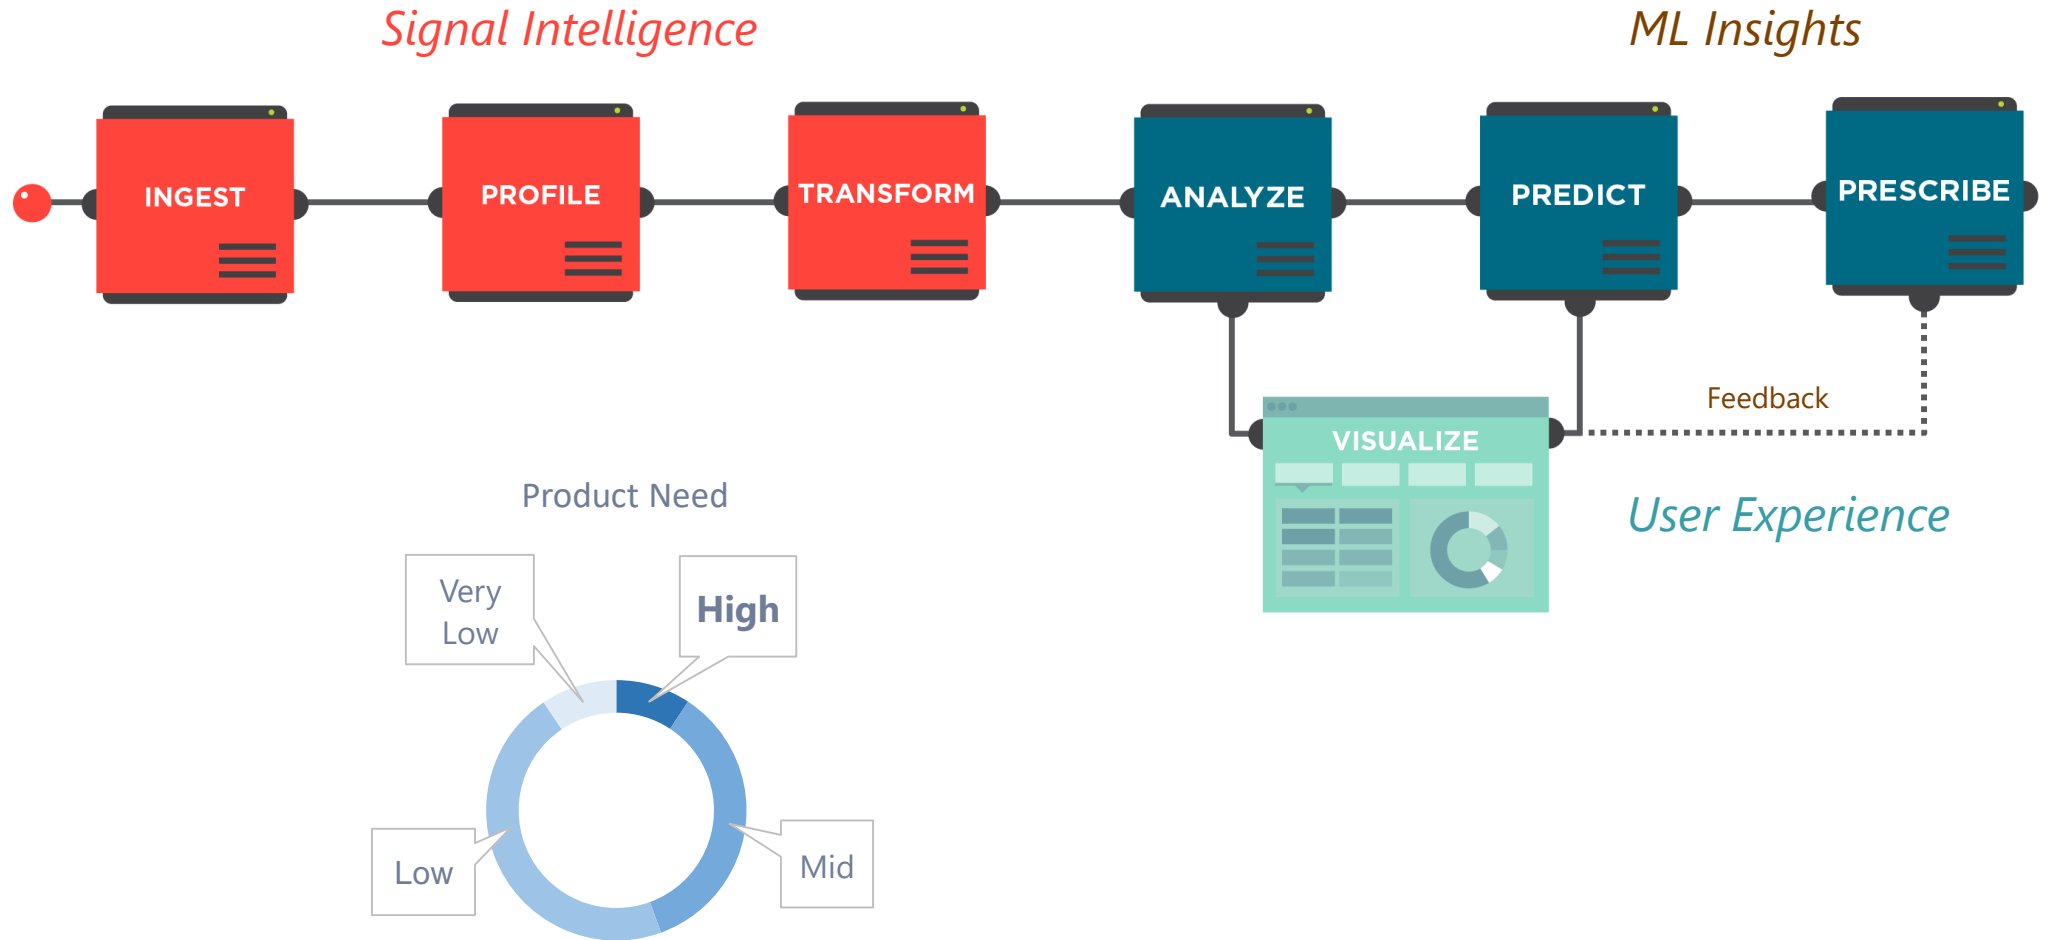 Signal Intelligence
ML Insights
INGEST
PROFILE
TRANSFORM
ANALYZE
PREDICT
PRESCRIBE
Feedback
VISUALIZE
User Experience
Product Need
Very
Low
High
Low
Mid